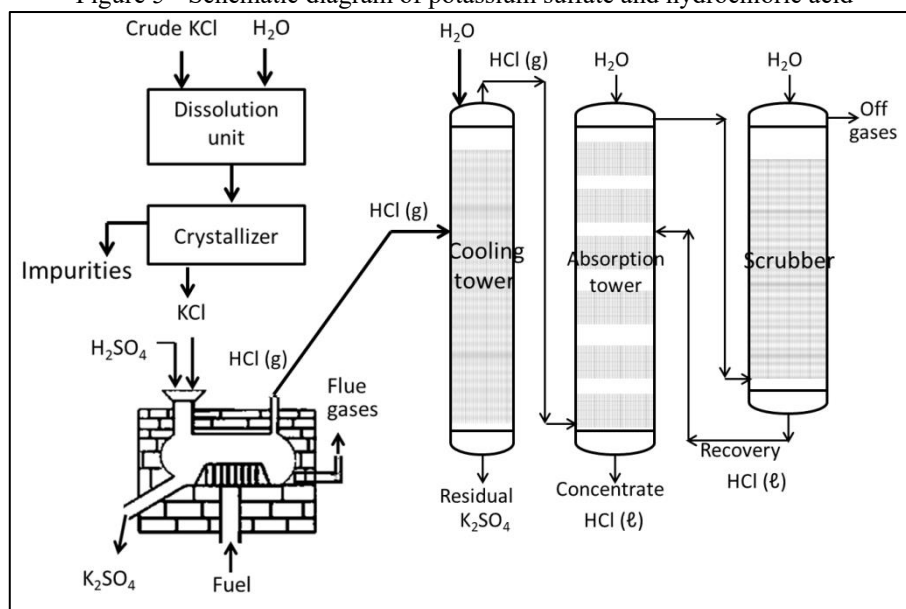 Figure 3 - Schematic diagram of potassium sulfate and hydrochloric acid
Crude KCl
H₂O
Dissolution
unit
Crystallizer
Impurities
KCl
H₂SO₄
HCl (g)
Flue
gases
K₂SO₄
Fuel
HCl (g)
H₂O
HCl (g)
Cooling
tower
Residual
K₂SO₄
H₂O
Absorption
tower
Concentrate
HCl (ℓ)
H₂O
Off
gases
Scrubber
Recovery
HCl (ℓ)